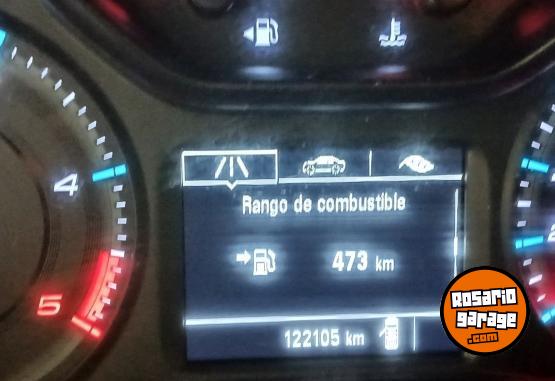 4
5
Rango de combustible
473 km
122105 km
Rosario
garage
.com